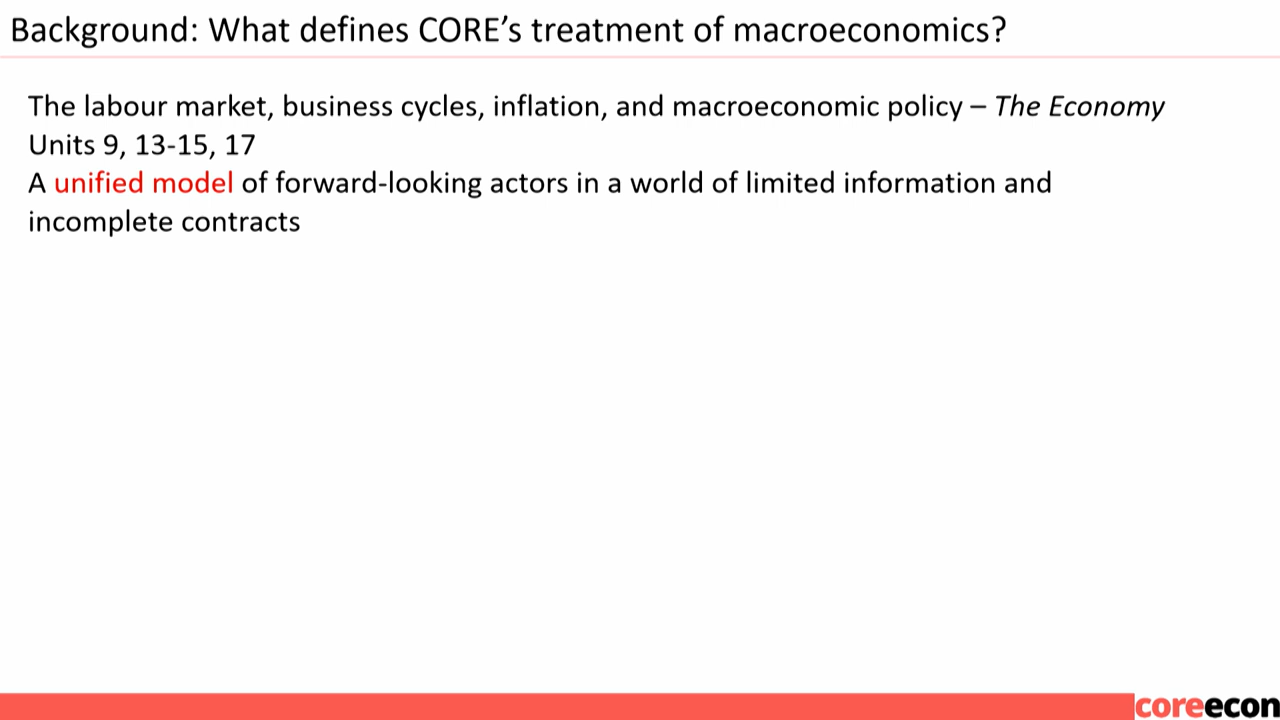 Background: What defines CORE’s treatment of macroeconomics?
The labour market, business cycles, inflation, and macroeconomic policy – The Economy
Units 9, 13-15, 17
A unified model of forward-looking actors in a world of limited information and
incomplete contracts
coreecon